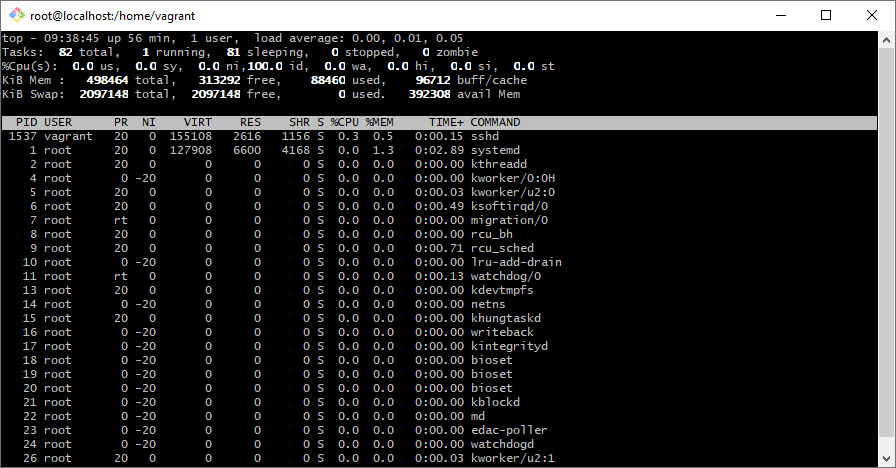 root@localhost:/home/vagrant
top - 09:38:45 up 56 min,  1 user,  load average: 0.00, 0.01, 0.05
Tasks:  82 total,   1 running,  81 sleeping,   0 stopped,   0 zombie
%Cpu(s):  0.0 us,  0.0 sy,  0.0 ni,100.0 id,  0.0 wa,  0.0 hi,  0.0 si,  0.0 st
KiB Mem :   498464 total,   313292 free,    88460 used,    96712 buff/cache
KiB Swap:  2097148 total,  2097148 free,        0 used.   392308 avail Mem
PID USER      PR  NI    VIRT    RES    SHR S %CPU %MEM     TIME+ COMMAND
1537 vagrant   20   0  155108   2616   1156 S  0.3  0.5   0:00.15 sshd
1 root      20   0  127908   6600   4168 S  0.0  1.3   0:02.89 systemd
2 root      20   0       0      0      0 S  0.0  0.0   0:00.00 kthreadd
4 root       0 -20       0      0      0 S  0.0  0.0   0:00.00 kworker/0:0H
5 root      20   0       0      0      0 S  0.0  0.0   0:00.03 kworker/u2:0
6 root      20   0       0      0      0 S  0.0  0.0   0:00.49 ksoftirqd/0
7 root      rt   0       0      0      0 S  0.0  0.0   0:00.00 migration/0
8 root      20   0       0      0      0 S  0.0  0.0   0:00.00 rcu_bh
9 root      20   0       0      0      0 S  0.0  0.0   0:00.71 rcu_sched
10 root       0 -20       0      0      0 S  0.0  0.0   0:00.00 lru-add-drain
11 root      rt   0       0      0      0 S  0.0  0.0   0:00.13 watchdog/0
13 root      20   0       0      0      0 S  0.0  0.0   0:00.00 kdevtmpfs
14 root       0 -20       0      0      0 S  0.0  0.0   0:00.00 netns
15 root      20   0       0      0      0 S  0.0  0.0   0:00.00 khungtaskd
16 root       0 -20       0      0      0 S  0.0  0.0   0:00.00 writeback
17 root       0 -20       0      0      0 S  0.0  0.0   0:00.00 kintegrityd
18 root       0 -20       0      0      0 S  0.0  0.0   0:00.00 bioset
19 root       0 -20       0      0      0 S  0.0  0.0   0:00.00 bioset
20 root       0 -20       0      0      0 S  0.0  0.0   0:00.00 bioset
21 root       0 -20       0      0      0 S  0.0  0.0   0:00.00 kblockd
22 root       0 -20       0      0      0 S  0.0  0.0   0:00.00 md
23 root       0 -20       0      0      0 S  0.0  0.0   0:00.00 edac-poller
24 root       0 -20       0      0      0 S  0.0  0.0   0:00.00 watchdogd
26 root      20   0       0      0      0 S  0.0  0.0   0:00.03 kworker/u2:1